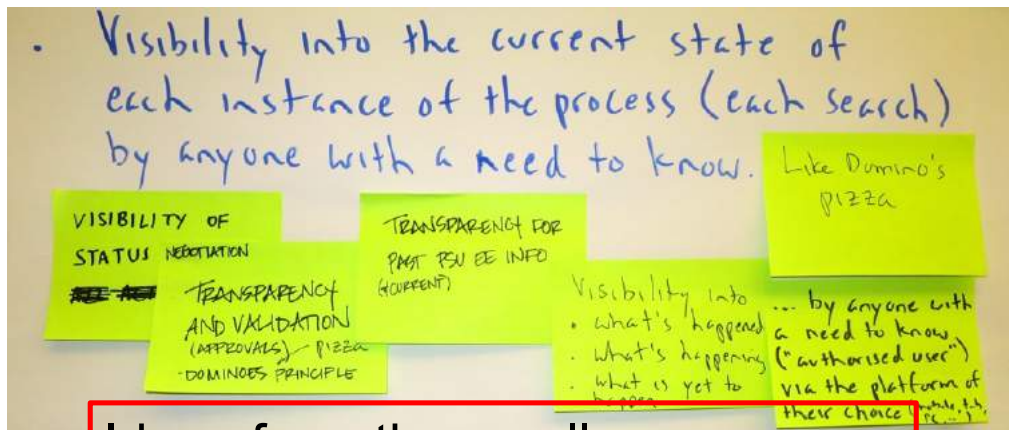 . Visibility into the current state of
each instance of the process (each search)
by anyone with a need to know.
VISIBILITY OF
STATUS NEGOTIATION
TRANSPARENCY
AND VALIDATION
(APPROVALS) PIZZA
-DOMINOES PRINCIPLE
TRANSPARENCY FOR
PAST PSU EE INFO
(+CURRENT)
Visibility into
. what's happened
. what's happening
. what is yet to
Like Domino's
pizza
... by anyone with
a need to know,
("authorised user")
via the platform of
their choice